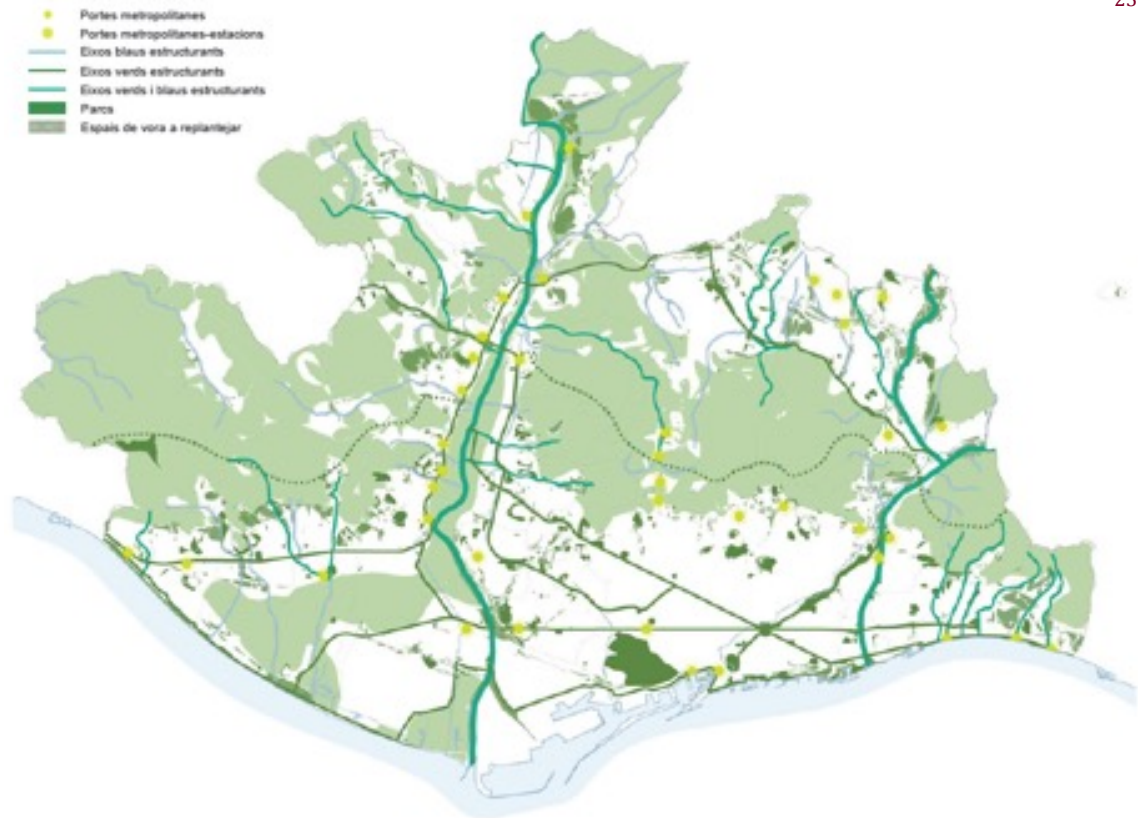 23
Portes metropolitanes
Portes metropolitanes-estacions
Eixos blaus estructurants
Eixos verds estructurants
Eixos verds i blaus estructurants
Parcs
Espais de vora a replantejar